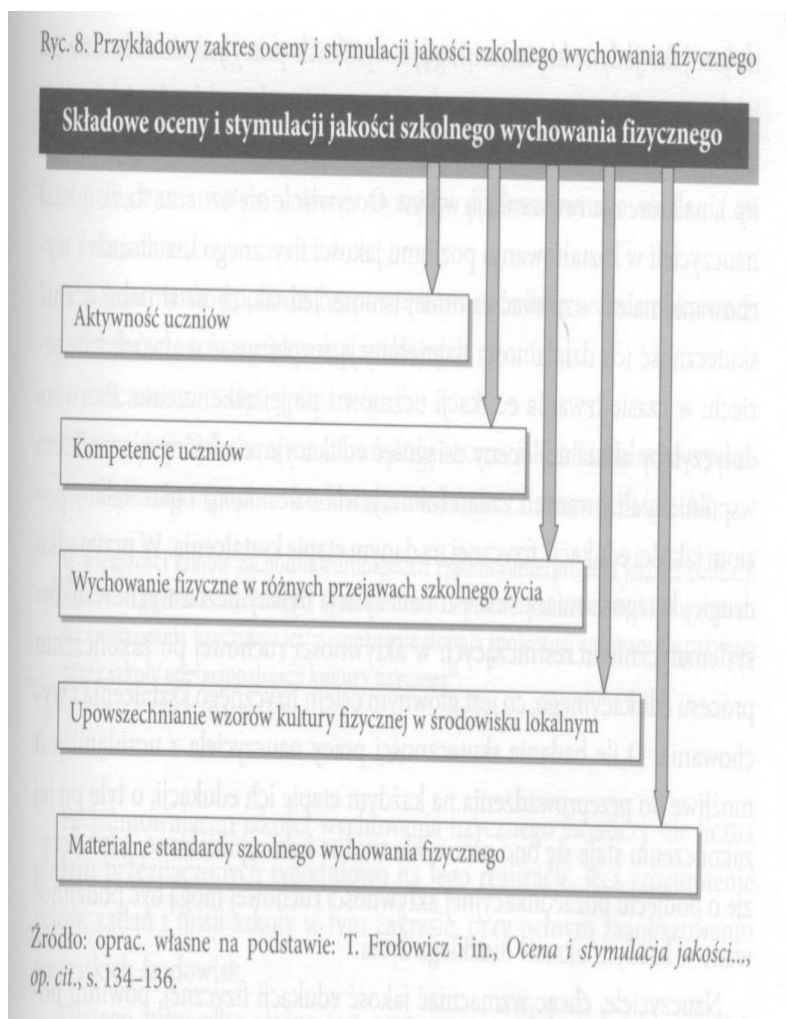 Ryc. 8. Przykładowy zakres oceny i stymulacji jakości szkolnego wychowania fizycznego
Składowe oceny i stymulacji jakości szkolnego wychowania fizycznego
Aktywność uczniów
Kompetencje uczniów
Wychowanie fizyczne w różnych przejawach szkolnego życia
Upowszechnianie wzorów kultury fizycznej w środowisku lokalnym
Materialne standardy szkolnego wychowania fizycznego
Źródło: oprac. własne na podstawie: T. Frołowicz i in., Ocena i stymulacja jakości...,
op. cit., s. 134–136.